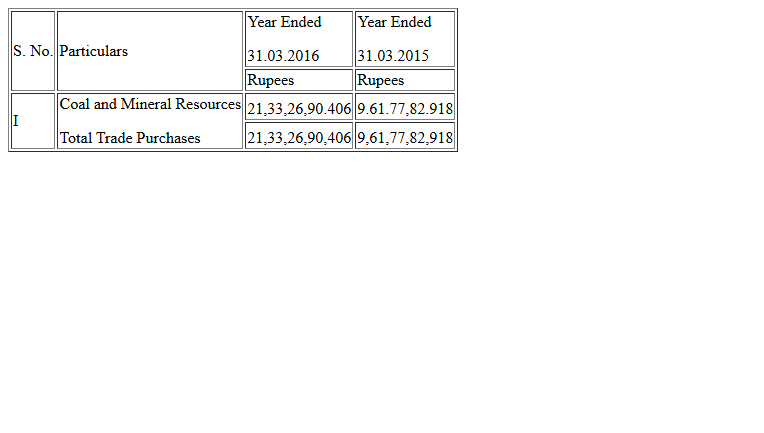 S. No. Particulars Year Ended 31.03.2016 Year Ended 31.03.2015
Rupees Rupees
I Coal and Mineral Resources 21,33,26,90.406 9.61.77,82.918
Total Trade Purchases 21,33,26,90,406 9,61,77,82,918